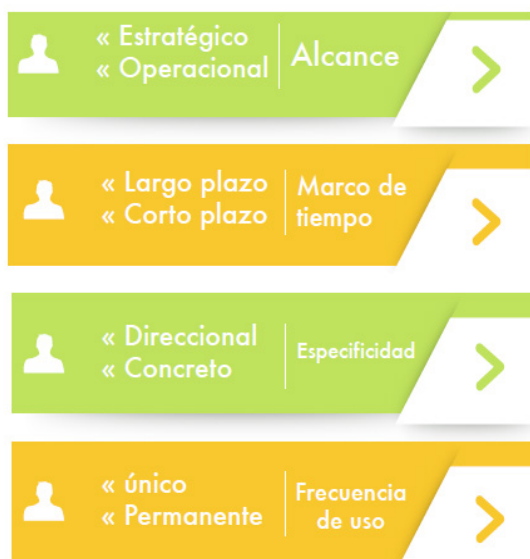 « Estratégico
« Operacional
Alcance
« Largo plazo
« Corto plazo
Marco de
tiempo
« Direccional
« Concreto
Especificidad
« único
« Permanente
Frecuencia
de uso